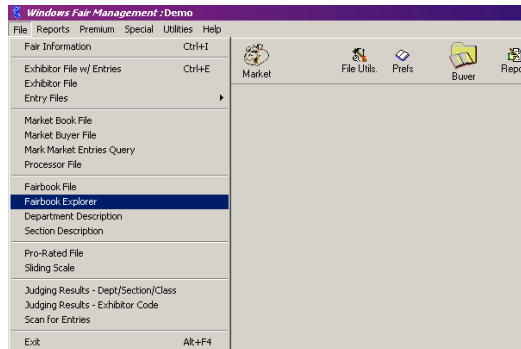 Windows Fair Management :Demo
File Reports Premium Special Utilities Help
Fair Information Ctrl+I
Exhibitor File w/ Entries Ctrl+E
Exhibitor File
Entry Files
Market Book File
Market Buyer File
Mark Market Entries Query
Processor File
Fairbook File
Fairbook Explorer
Department Description
Section Description
Pro-Rated File
Sliding Scale
Judging Results - Dept/Section/Class
Judging Results - Exhibitor Code
Scan for Entries
Exit Alt+F4
Market File Utils. Prefs Buyer Repo